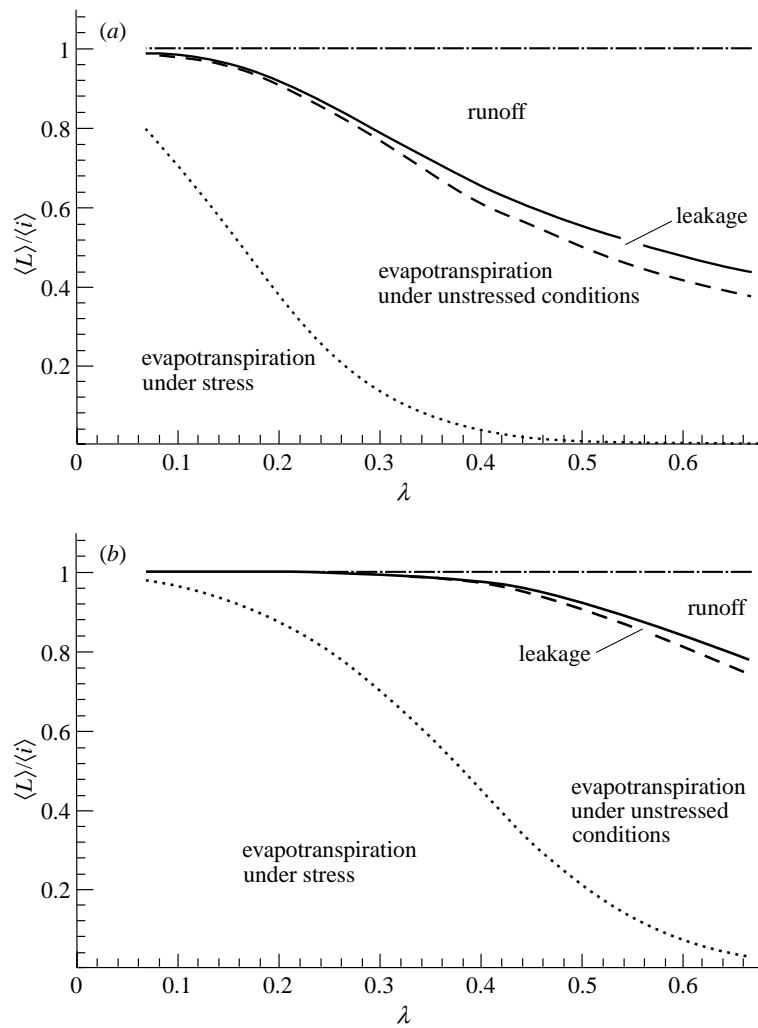 (a)
1
0.8
0.6
0.4
0.2
⟨L⟩/⟨i⟩
runoff
leakage
evapotranspiration
under unstressed conditions
evapotranspiration
under stress
0 0.1 0.2 0.3 0.4 0.5 0.6
λ
(b)
1
0.8
0.6
0.4
0.2
⟨L⟩/⟨i⟩
runoff
leakage
evapotranspiration
under unstressed
conditions
evapotranspiration
under stress
0 0.1 0.2 0.3 0.4 0.5 0.6
λ